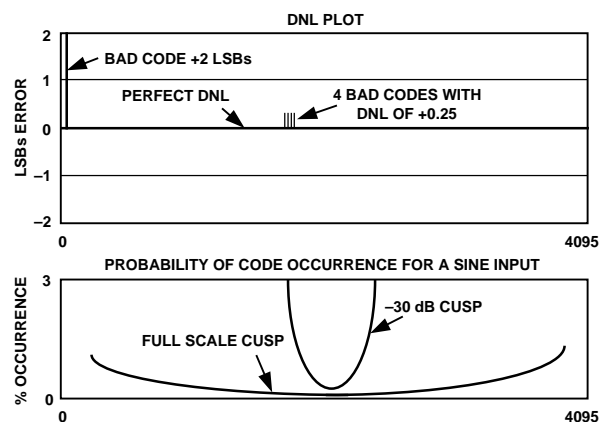 DNL PLOT
2
BAD CODE +2 LSBs
1
PERFECT DNL
4 BAD CODES WITH
DNL OF +0.25
LSBs ERROR
0
–1
–2
0
4095
PROBABILITY OF CODE OCCURRENCE FOR A SINE INPUT
3
–30 dB CUSP
FULL SCALE CUSP
% OCCURRENCE
0
0
4095